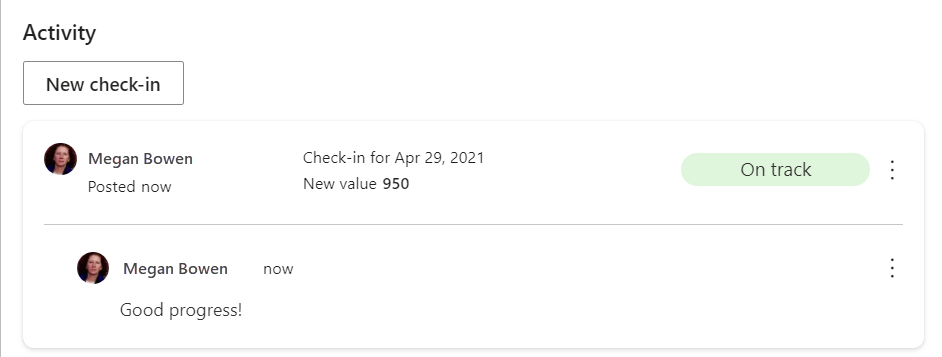 Activity
New check-in
Megan Bowen
Posted now
Check-in for Apr 29, 2021
New value 950
On track
Megan Bowen now
Good progress!